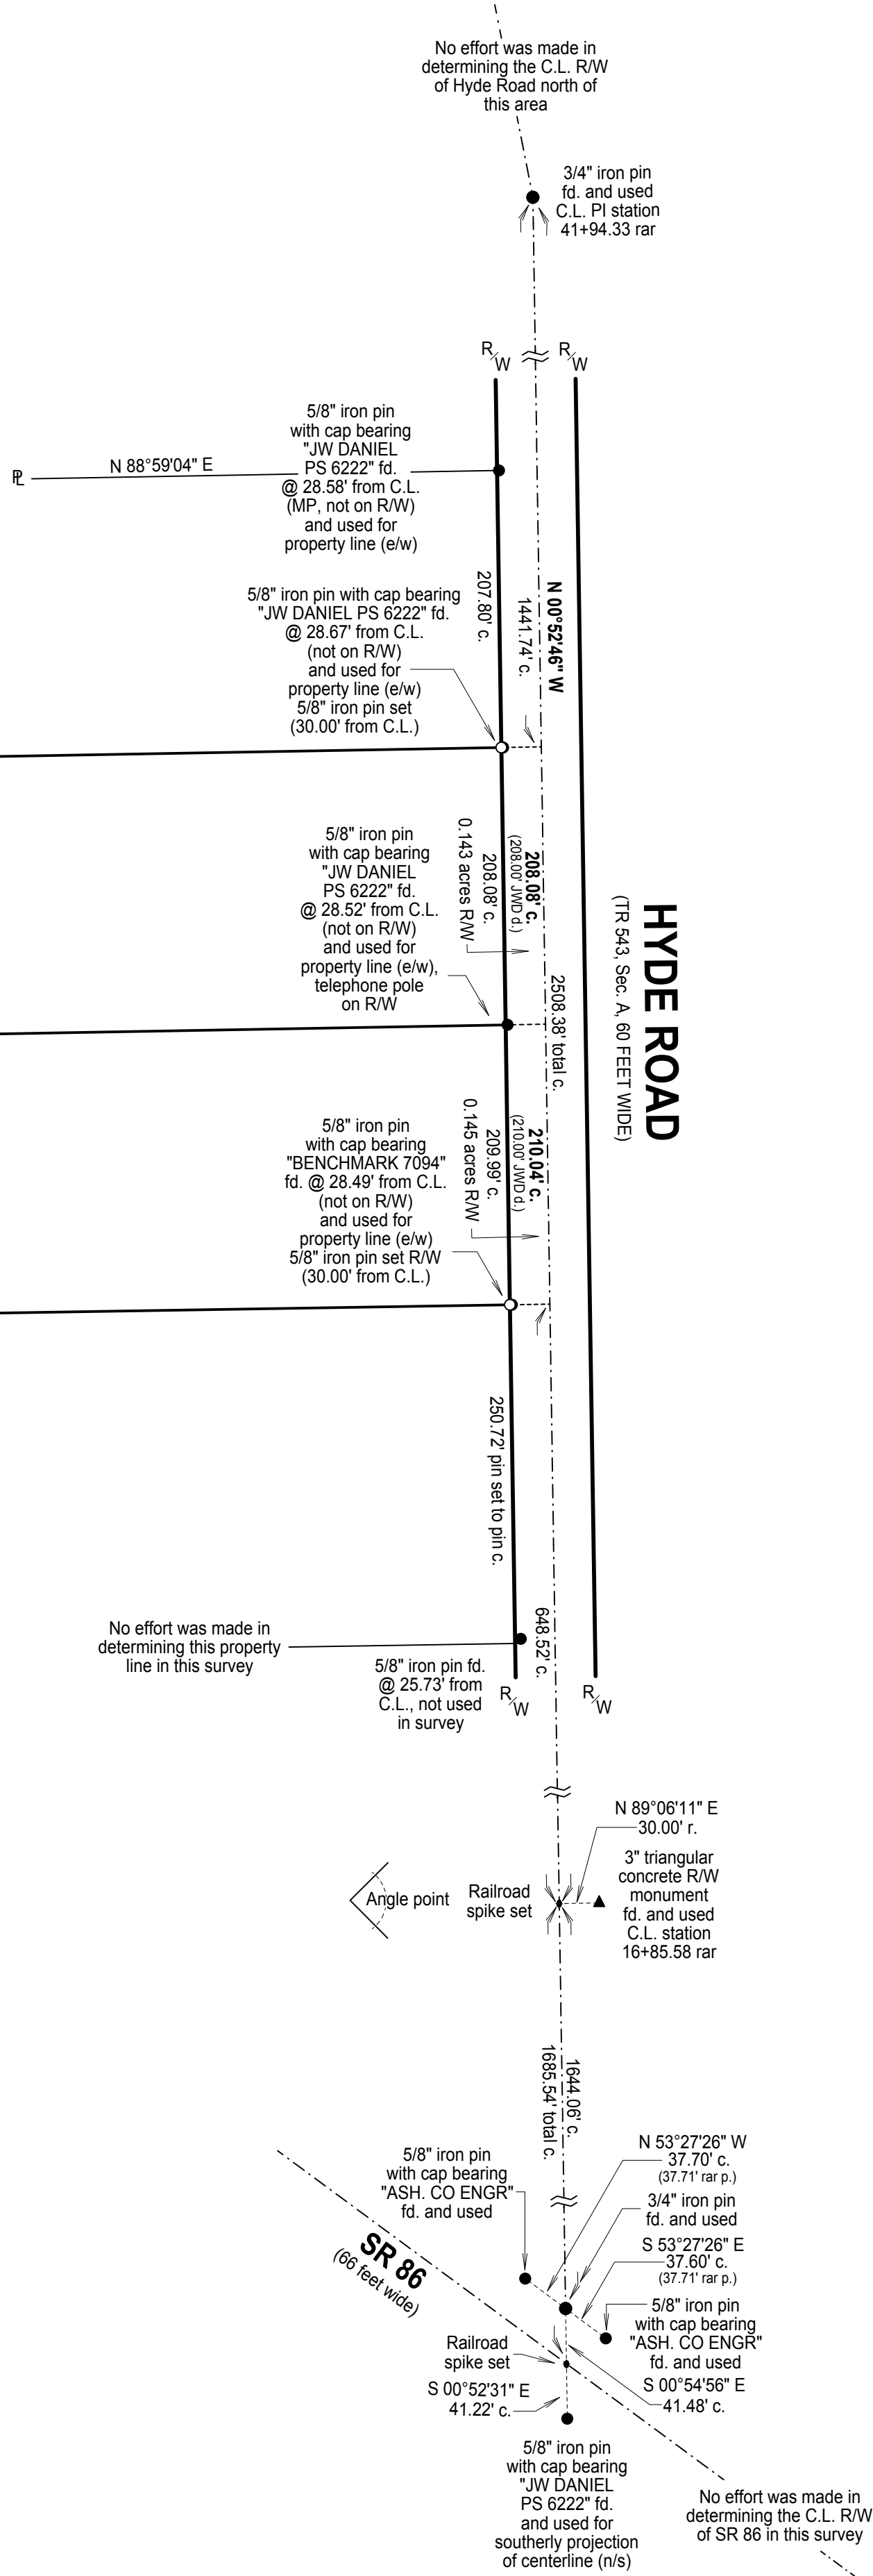 No effort was made in
determining the C.L. R/W
of Hyde Road north of
this area
3/4" iron pin
fd. and used
C.L. PI station
41+94.33 rar
R/W
R/W
5/8" iron pin
with cap bearing
"JW DANIEL
PS 6222" fd.
@ 28.58' from C.L.
(MP, not on R/W)
and used for
property line (e/w)
PL
N 88°59'04" E
207.80' c.
1441.74' c.
N 00°52'46" W
5/8" iron pin with cap bearing
"JW DANIEL PS 6222" fd.
@ 28.67' from C.L.
(not on R/W)
and used for
property line (e/w)
5/8" iron pin set
(30.00' from C.L.)
5/8" iron pin
with cap bearing
"JW DANIEL
PS 6222" fd.
@ 28.52' from C.L.
(not on R/W)
and used for
property line (e/w),
telephone pole
on R/W
0.143 acres R/W
208.08' c.
(208.00' JWD d.)
208.08' c.
2508.38' total c.
HYDE ROAD
(TR 543, Sec. A, 60 FEET WIDE)
5/8" iron pin
with cap bearing
"BENCHMARK 7094"
fd. @ 28.49' from C.L.
(not on R/W)
and used for
property line (e/w)
5/8" iron pin set R/W
(30.00' from C.L.)
0.145 acres R/W
209.99' c.
(210.00' JWD d.)
210.04' c.
250.72' pin set to pin c.
648.52' c.
No effort was made in
determining this property
line in this survey
5/8" iron pin fd.
@ 25.73' from
C.L., not used
in survey
R/W
R/W
N 89°06'11" E
30.00' r.
3" triangular
concrete R/W
monument
fd. and used
C.L. station
16+85.58 rar
Angle point
Railroad
spike set
1644.06' c.
1685.54' total c.
5/8" iron pin
with cap bearing
"ASH. CO ENGR"
fd. and used
N 53°27'26" W
37.70' c.
(37.71' rar p.)
3/4" iron pin
fd. and used
S 53°27'26" E
37.60' c.
(37.71' rar p.)
5/8" iron pin
with cap bearing
"ASH. CO ENGR"
fd. and used
SR 86
(66 feet wide)
Railroad
spike set
S 00°52'31" E
41.22' c.
S 00°54'56" E
41.48' c.
5/8" iron pin
with cap bearing
"JW DANIEL
PS 6222" fd.
and used for
southerly projection
of centerline (n/s)
No effort was made in
determining the C.L. R/W
of SR 86 in this survey